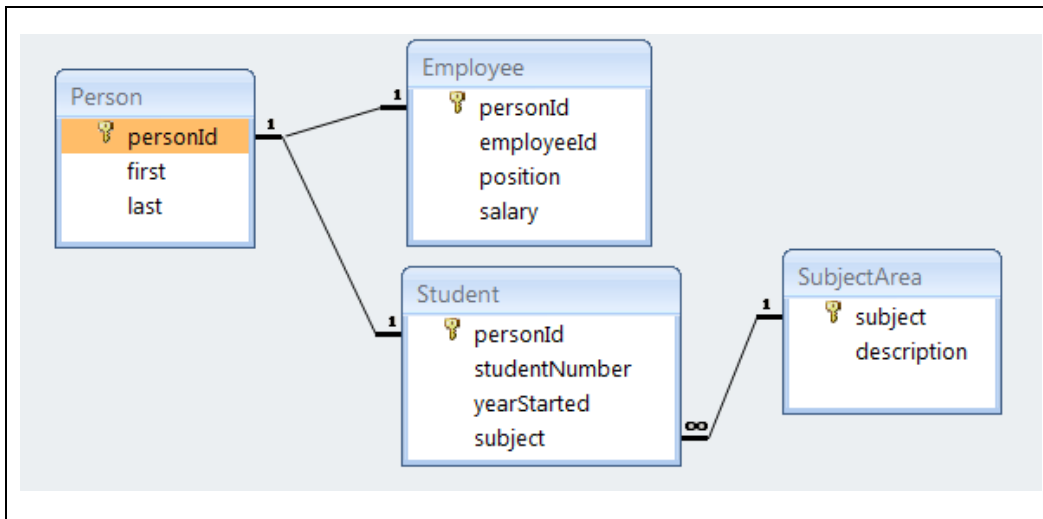 Person
personId
first
last
1
1
Employee
personId
employeeId
position
salary
1
Student
personId
studentNumber
yearStarted
subject
∞
1
SubjectArea
subject
description